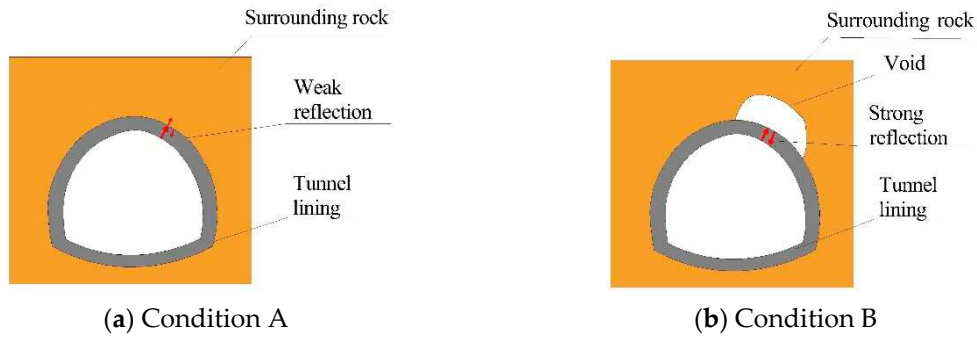 Surrounding rock
Weak
reflection
Tunnel
lining
(a) Condition A
Surrounding rock
Void
Strong
reflection
Tunnel
lining
(b) Condition B